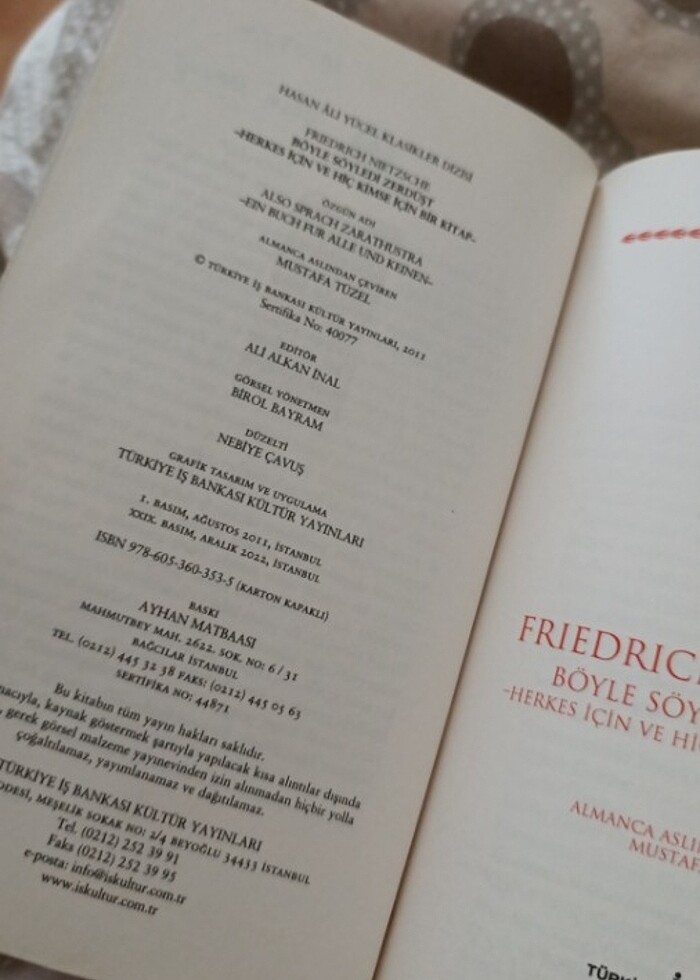 HASAN ÂLİ YÜCEL KLASİKLER DİZİSİ
FRIEDRICH NIETZSCHE
BÖYLE SÖYLEDİ ZERDÜŞT
-HERKES İÇİN VE HİÇ KİMSE İÇİN BİR KİTAP-
ÖZGÜN ADI
ALSO SPRACH ZARATHUSTRA
-EIN BUCH FUR ALLE UND KEINEN-
ALMANCA ASLINDAN ÇEVİREN
MUSTAFA TÜZEL
© TÜRKİYE İŞ BANKASI KÜLTÜR YAYINLARI, 2011
Sertifika No: 40077
EDİTÖR
ALİ ALKAN İNAL
GÖRSEL YÖNETMEN
BİROL BAYRAM
DÜZELTİ
NEBİYE ÇAVUŞ
GRAFİK TASARIM VE UYGULAMA
TÜRKİYE İŞ BANKASI KÜLTÜR YAYINLARI
1. BASIM, AĞUSTOS 2011, İSTANBUL
XXIX. BASIM, ARALIK 2022, İSTANBUL
ISBN 978-605-360-353-5 (KARTON KAPAKLI)
BASKI
AYHAN MATBAASI
MAHMUTBEY MAH. 2622. SOK. NO: 6/31
BAĞCILAR İSTANBUL
TEL. (0212) 445 32 38 FAKS: (0212) 445 05 63
SERTİFİKA NO: 44871
Bu kitabın tüm yayın hakları saklıdır.
macıyla, kaynak göstermek şartıyla yapılacak kısa alıntılar dışında
gerek görsel malzeme yayınevinden izin alınmadan hiçbir yolla
çoğaltılamaz, yayımlanamaz ve dağıtılamaz.
TÜRKİYE İŞ BANKASI KÜLTÜR YAYINLARI
DDESİ, MEŞELİK SOKAK NO: 2/4 BEYOĞLU 34433 İSTANBUL
Tel. (0212) 252 39 91
Faks (0212) 252 39 95
e-posta: info@iskultur.com.tr
www.iskultur.com.tr
FRIEDRIC
BÖYLE SÖY
-HERKES İÇİN VE Hİ
ALMANCA ASLI
MUSTAFA